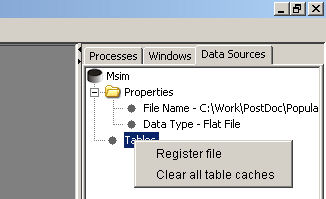 Processes Windows Data Sources
Msim
Properties
File Name - C:\Work\PostDoc\Popula
Data Type - Flat File
Tables
Register file
Clear all table caches